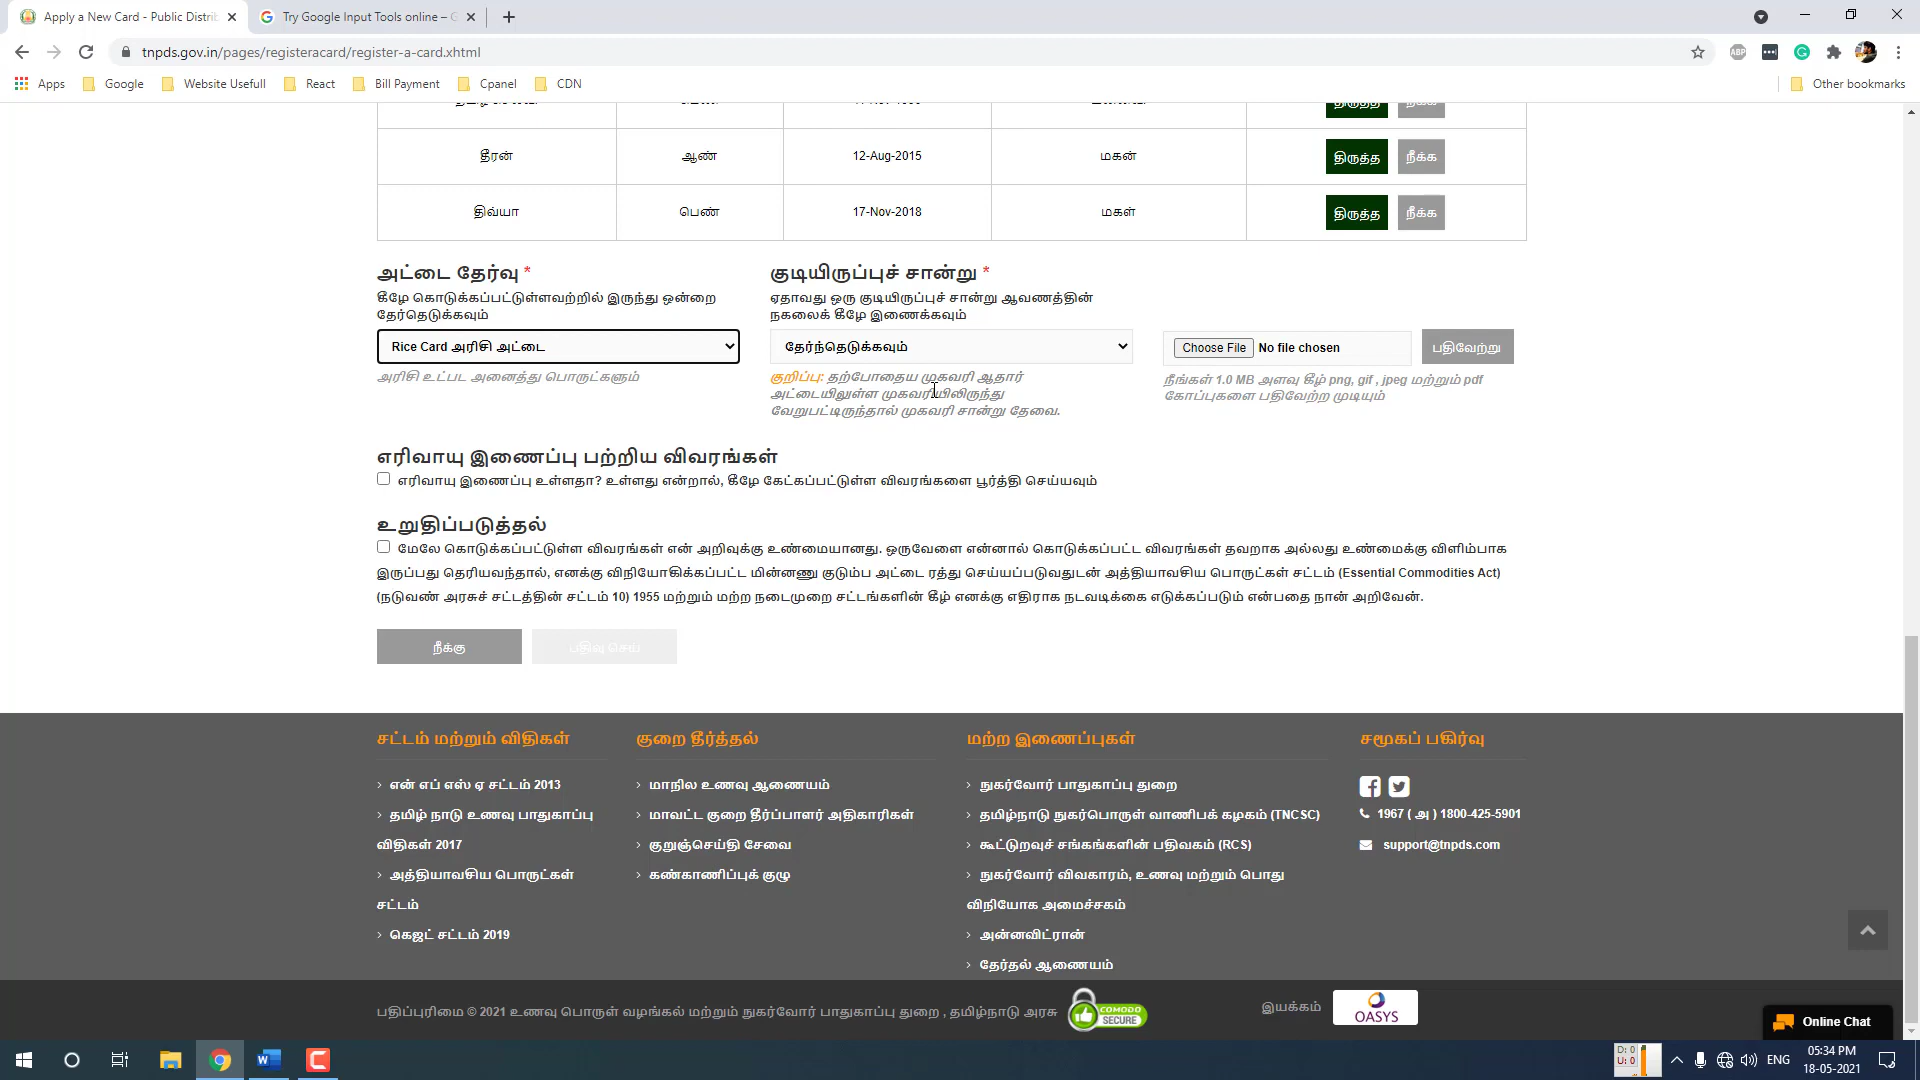 Apply a New Card - Public Distrib
Try Google Input Tools online – G
tnpds.gov.in/pages/registeracard/register-a-card.xhtml
ABP
Apps Google Website Usefull React Bill Payment Cpanel CDN Other bookmarks
தீரன் ஆண் 12-Aug-2015 மகன் திருத்த நீக்க
திவ்யா பெண் 17-Nov-2018 மகள் திருத்த நீக்க
அட்டை தேர்வு * குடியிருப்புச் சான்று *
கீழே கொடுக்கப்பட்டுள்ளவற்றில் இருந்து ஒன்றை ஏதாவது ஒரு குடியிருப்புச் சான்று ஆவணத்தின்
தேர்தெடுக்கவும் நகலைக் கீழே இணைக்கவும்
Rice Card அரிசி அட்டை தேர்ந்தெடுக்கவும் Choose File No file chosen பதிவேற்று
அரிசி உட்பட அனைத்து பொருட்களும் குறிப்பு: தற்போதைய முகவரி ஆதார் நீங்கள் 1.0 MB அளவு கீழ் png, gif , jpeg மற்றும் pdf
அட்டையிலுள்ள முகவரியிலிருந்து கோப்புகளை பதிவேற்ற முடியும்
வேறுபட்டிருந்தால் முகவரி சான்று தேவை.
எரிவாயு இணைப்பு பற்றிய விவரங்கள்
எரிவாயு இணைப்பு உள்ளதா? உள்ளது என்றால், கீழே கேட்கப்பட்டுள்ள விவரங்களை பூர்த்தி செய்யவும்
உறுதிப்படுத்தல்
மேலே கொடுக்கப்பட்டுள்ள விவரங்கள் என் அறிவுக்கு உண்மையானது. ஒருவேளை என்னால் கொடுக்கப்பட்ட விவரங்கள் தவறாக அல்லது உண்மைக்கு விளிம்பாக
இருப்பது தெரியவந்தால், எனக்கு விநியோகிக்கப்பட்ட மின்னணு குடும்ப அட்டை ரத்து செய்யப்படுவதுடன் அத்தியாவசிய பொருட்கள் சட்டம் (Essential Commodities Act)
(நடுவண் அரசுச் சட்டத்தின் சட்டம் 10) 1955 மற்றும் மற்ற நடைமுறை சட்டங்களின் கீழ் எனக்கு எதிராக நடவடிக்கை எடுக்கப்படும் என்பதை நான் அறிவேன்.
நீக்கு பதிவு செய்
சட்டம் மற்றும் விதிகள் குறை தீர்த்தல் மற்ற இணைப்புகள் சமூகப் பகிர்வு
என் எப் எஸ் ஏ சட்டம் 2013 மாநில உணவு ஆணையம் நுகர்வோர் பாதுகாப்பு துறை
தமிழ் நாடு உணவு பாதுகாப்பு மாவட்ட குறை தீர்ப்பாளர் அதிகாரிகள் தமிழ்நாடு நுகர்பொருள் வாணிபக் கழகம் (TNCSC) 1967 ( அ ) 1800-425-5901
விதிகள் 2017 குறுஞ்செய்தி சேவை கூட்டுறவுச் சங்கங்களின் பதிவகம் (RCS) support@tnpds.com
அத்தியாவசிய பொருட்கள் கண்காணிப்புக் குழு நுகர்வோர் விவகாரம், உணவு மற்றும் பொது
சட்டம் விநியோக அமைச்சகம்
கெஜட் சட்டம் 2019 அன்னவிட்ரான்
தேர்தல் ஆணையம்
பதிப்புரிமை © 2021 உணவு பொருள் வழங்கல் மற்றும் நுகர்வோர் பாதுகாப்பு துறை , தமிழ்நாடு அரசு COMODO SECURE இயக்கம் OASYS
Online Chat
D: 0
U: 0
ENG
05:34 PM
18-05-2021